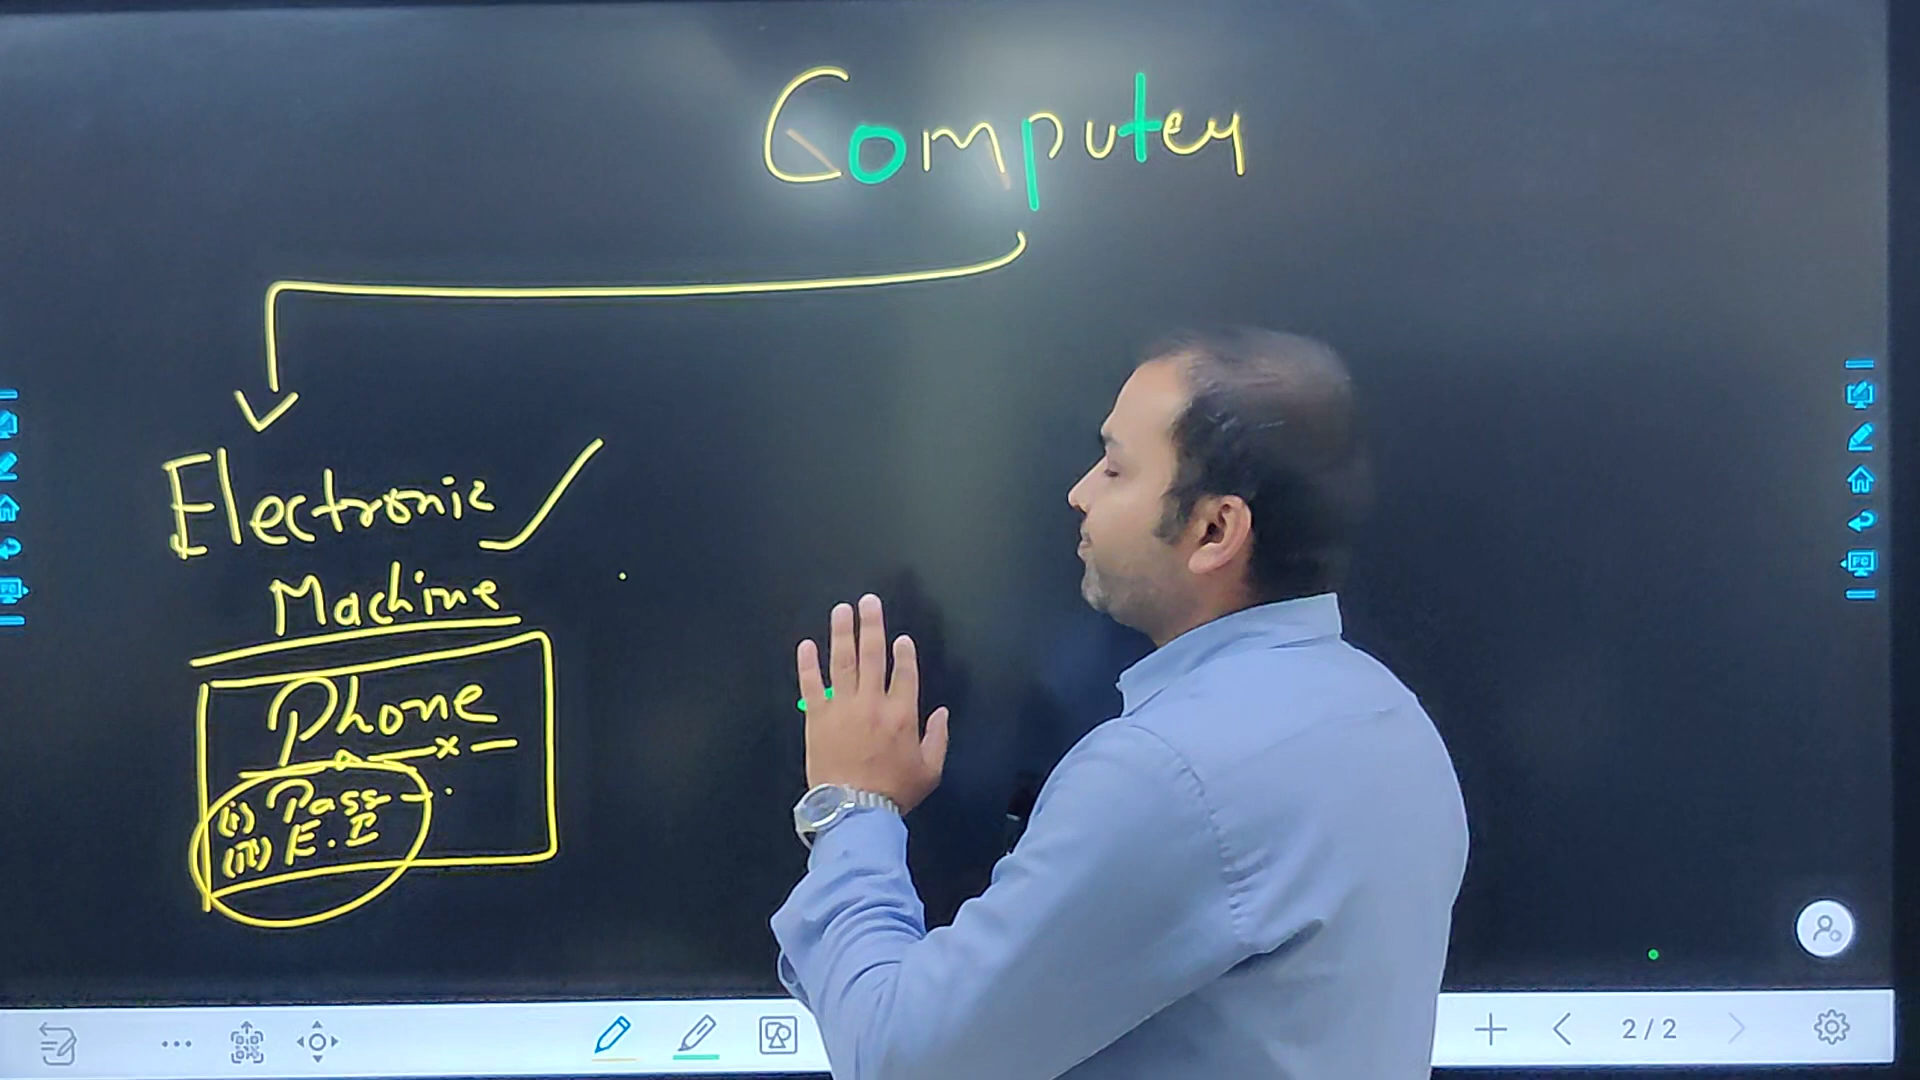 Computer
Electronic
Machine
Phone
(i) Pass
(ii) E.I
2/2